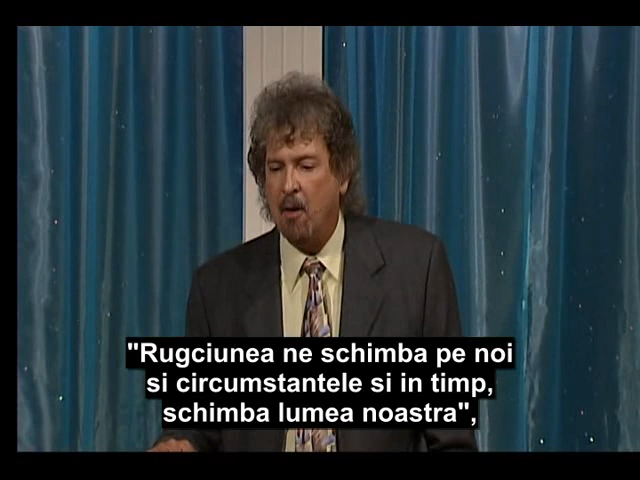 "Rugciunea ne schimba pe noi
si circumstantele si in timp,
schimba lumea noastra",